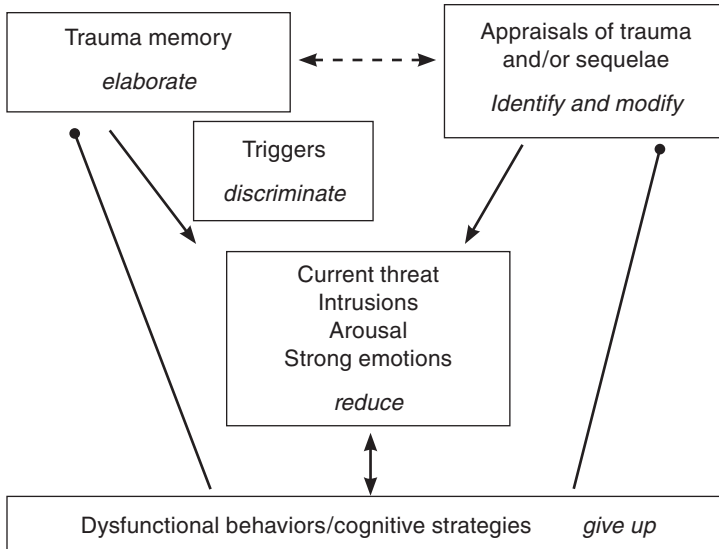 Trauma memory
elaborate
Appraisals of trauma
and/or sequelae
Identify and modify
Triggers
discriminate
Current threat
Intrusions
Arousal
Strong emotions
reduce
Dysfunctional behaviors/cognitive strategies give up